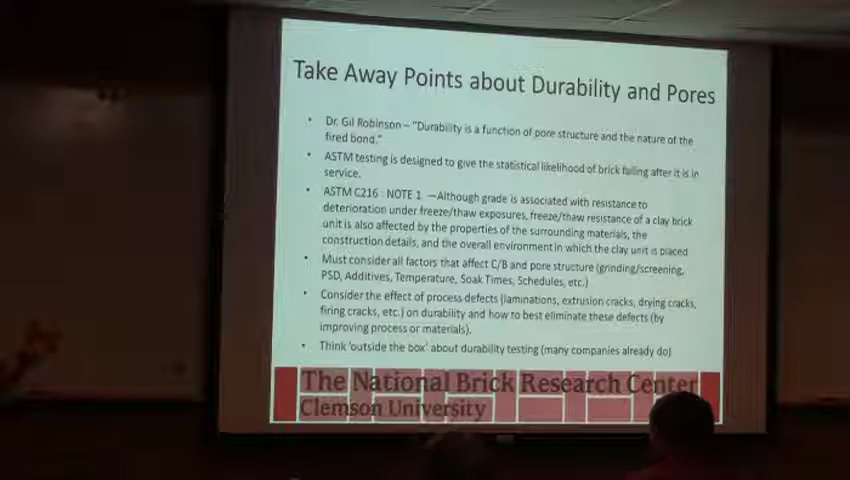 Take Away Points about Durability and Pores
• Dr. Gil Robinson – "Durability is a function of pore structure and the nature of the
fired bond."
• ASTM testing is designed to give the statistical likelihood of brick failing after it is in
service.
• ASTM C216 : NOTE 1 —Although grade is associated with resistance to
deterioration under freeze/thaw exposures, freeze/thaw resistance of a clay brick
unit is also affected by the properties of the surrounding materials, the
construction details, and the overall environment in which the clay unit is placed
• Must consider all factors that affect C/B and pore structure (grinding/screening,
PSD, Additives, Temperature, Soak Times, Schedules, etc.)
• Consider the effect of process defects (laminations, extrusion cracks, drying cracks,
firing cracks, etc.) on durability and how to best eliminate these defects (by
improving process or materials).
• Think 'outside the box' about durability testing (many companies already do)
The National Brick Research Center
Clemson University